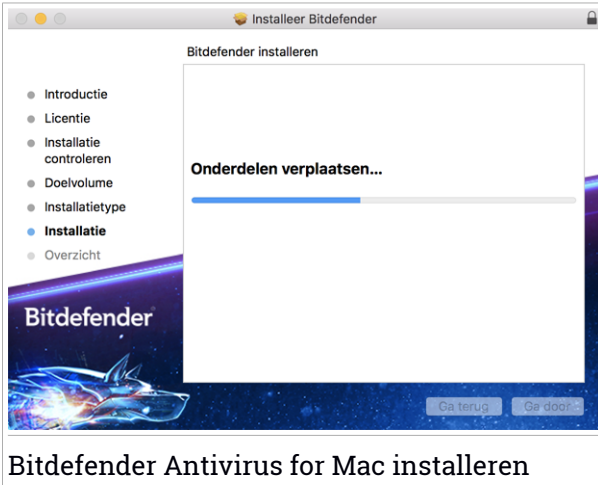 Installeer Bitdefender
Bitdefender installeren
Introductie
Licentie
Installatie
controleren
Doelvolume
Installatietype
Installatie
Overzicht
Onderdelen verplaatsen...
Bitdefender
Ga terug
Ga door
Bitdefender Antivirus for Mac installeren